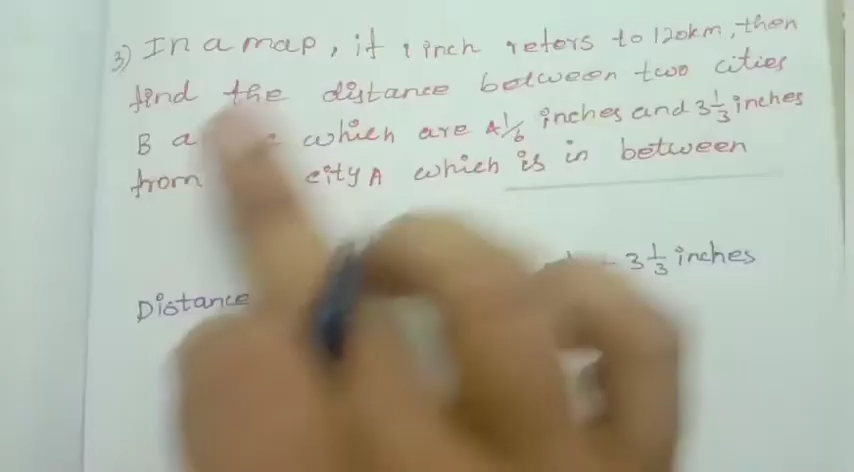 3) In a map, if 1 inch refers to 120km, then
find the distance between two cities
B a which are 4 1/6 inches and 3 1/3 inches
from city A which is in between
3 1/3 inches
Distance